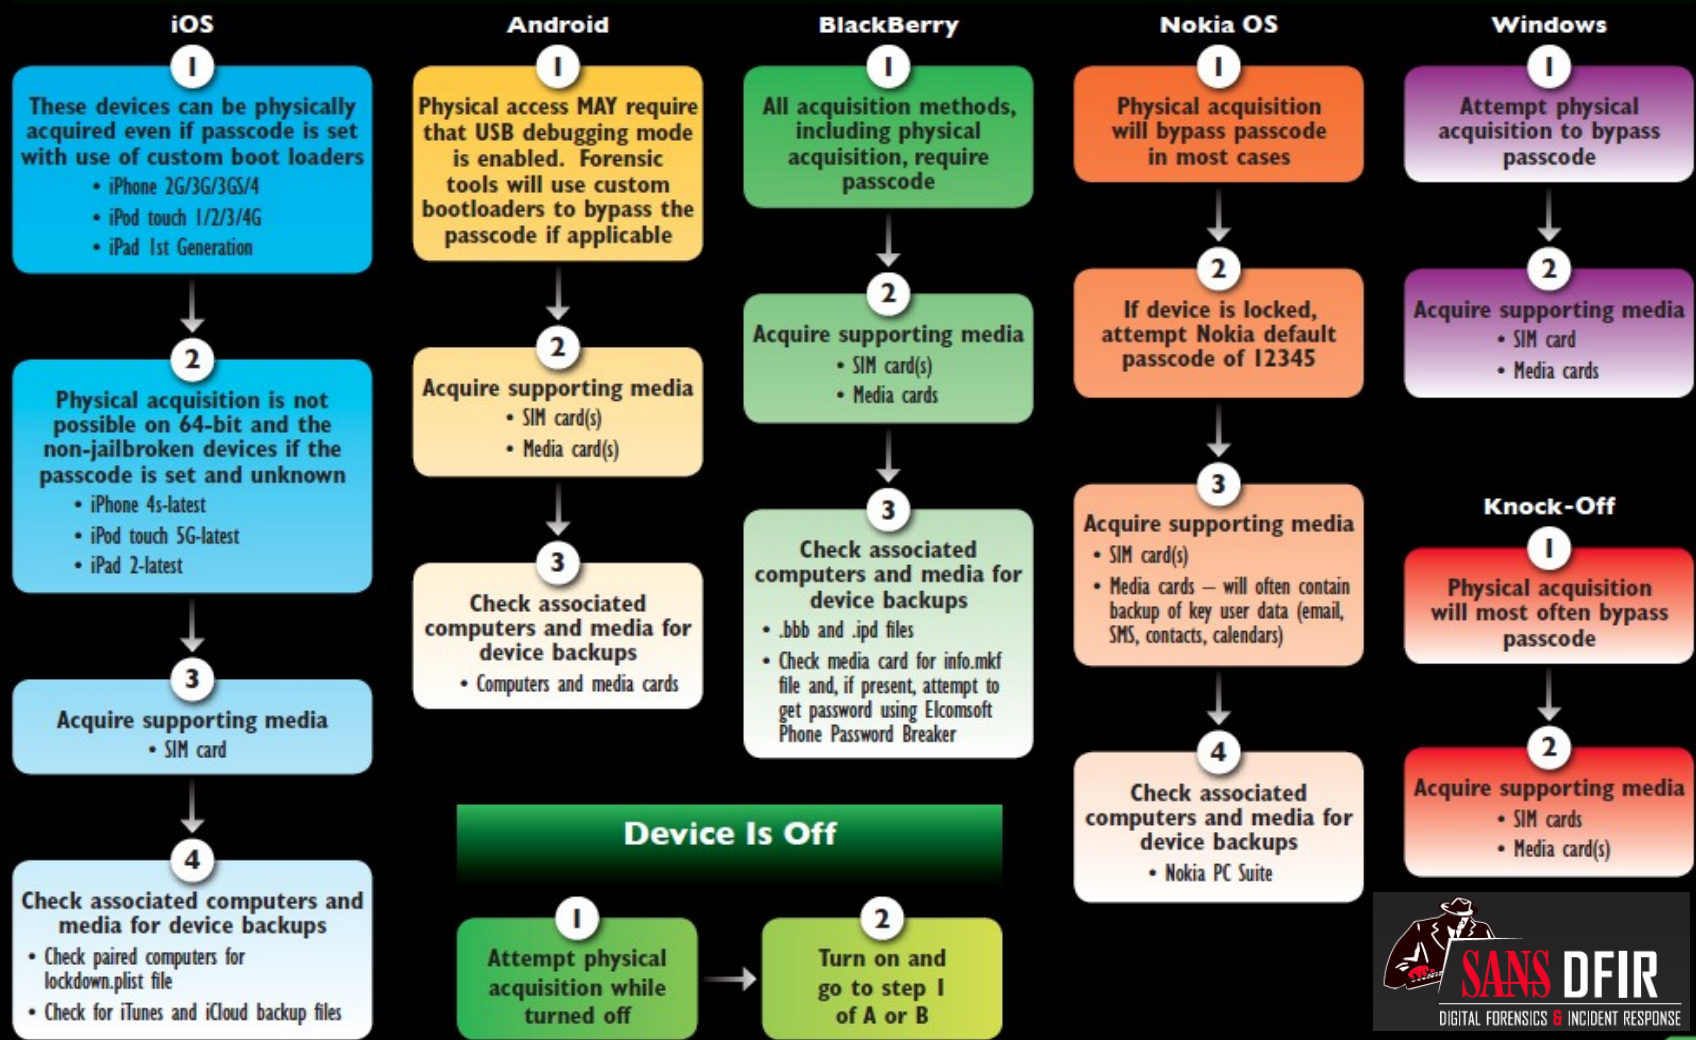 iOS
1
These devices can be physically
acquired even if passcode is set
with use of custom boot loaders
• iPhone 2G/3G/3GS/4
• iPod touch 1/2/3/4G
• iPad 1st Generation
2
Physical acquisition is not
possible on 64-bit and the
non-jailbroken devices if the
passcode is set and unknown
• iPhone 4s-latest
• iPod touch 5G-latest
• iPad 2-latest
3
Acquire supporting media
• SIM card
4
Check associated computers and
media for device backups
• Check paired computers for
lockdown.plist file
• Check for iTunes and iCloud backup files
Android
1
Physical access MAY require
that USB debugging mode
is enabled. Forensic
tools will use custom
bootloaders to bypass the
passcode if applicable
2
Acquire supporting media
• SIM card(s)
• Media card(s)
3
Check associated
computers and media for
device backups
• Computers and media cards
BlackBerry
1
All acquisition methods,
including physical
acquisition, require
passcode
2
Acquire supporting media
• SIM card(s)
• Media cards
3
Check associated
computers and media for
device backups
• .bbb and .ipd files
• Check media card for info.mkf
file and, if present, attempt to
get password using Elcomsoft
Phone Password Breaker
Device Is Off
1
Attempt physical
acquisition while
turned off
2
Turn on and
go to step 1
of A or B
Nokia OS
1
Physical acquisition
will bypass passcode
in most cases
2
If device is locked,
attempt Nokia default
passcode of 12345
3
Acquire supporting media
• SIM card(s)
• Media cards – will often contain
backup of key user data (email,
SMS, contacts, calendars)
4
Check associated
computers and media for
device backups
• Nokia PC Suite
Windows
1
Attempt physical
acquisition to bypass
passcode
2
Acquire supporting media
• SIM card
• Media cards
Knock-Off
1
Physical acquisition
will most often bypass
passcode
2
Acquire supporting media
• SIM cards
• Media card(s)
SANS DFIR
DIGITAL FORENSICS & INCIDENT RESPONSE